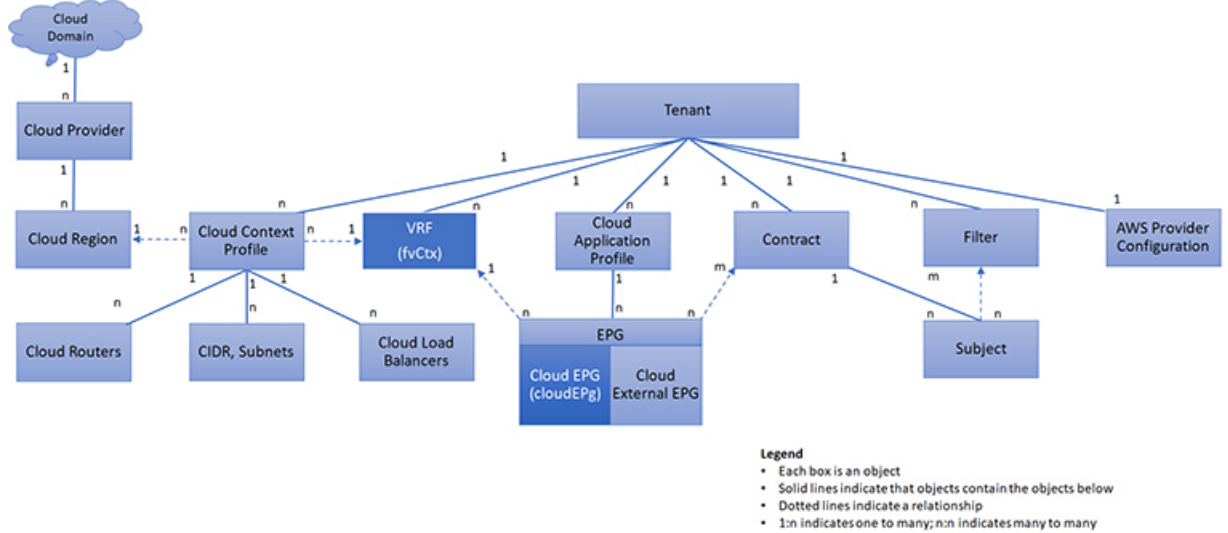 Cloud
Domain
1
n
Cloud Provider
Tenant
1
n
1
1
1
1
1
1
n
n
n
n
n
1
Cloud Region
1
n
Cloud Context
Profile
n
1
VRF
(fvCtx)
Cloud
Application
Profile
Contract
Filter
AWS Provider
Configuration
1
1
1
1
1
m
1
m
n
n
n
n
n
n
n
n
Cloud Routers
CIDR, Subnets
Cloud Load
Balancers
EPG
Cloud EPG
(cloudEPg)
Cloud
External EPG
Subject
Legend
• Each box is an object
• Solid lines indicate that objects contain the objects below
• Dotted lines indicate a relationship
• 1:n indicates one to many; n:n indicates many to many